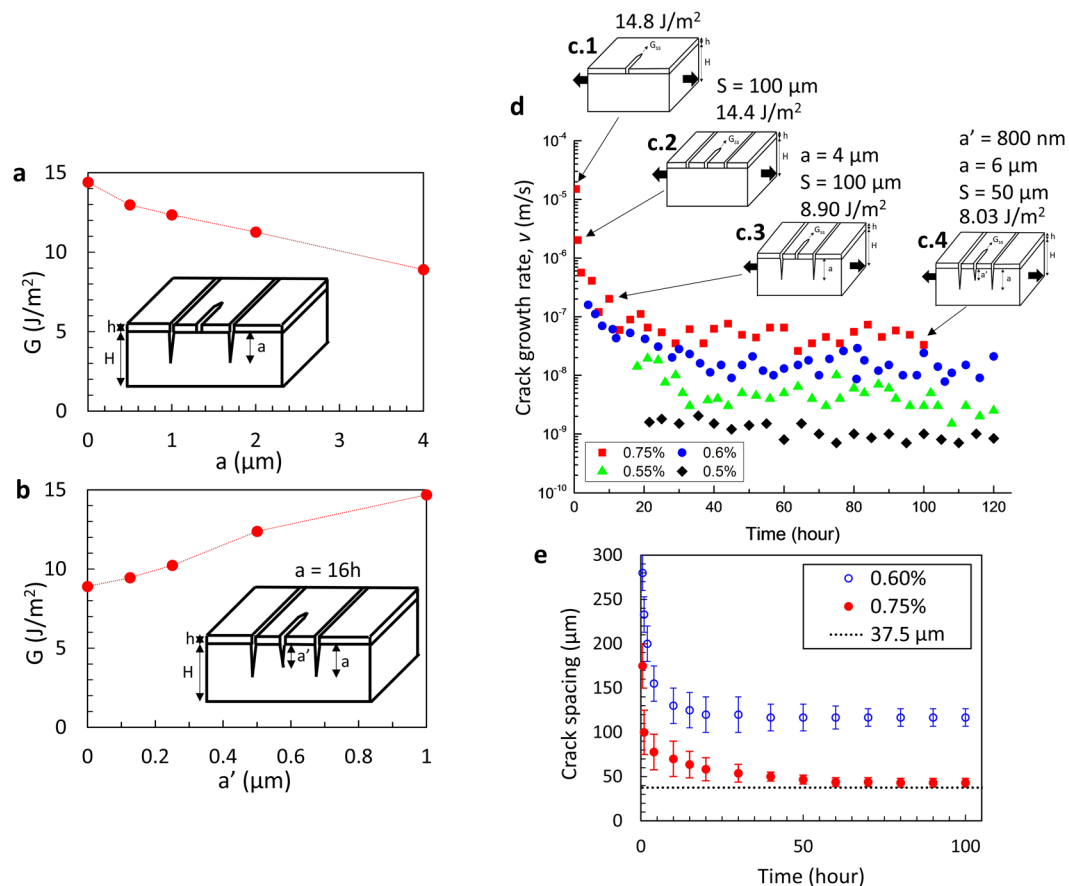 a
15
10
5
0
G (J/m²)
h
H
a
0
1
2
3
4
a (µm)
b
15
10
5
0
G (J/m²)
a = 16h
h
H
a’
a
0
0.2
0.4
0.6
0.8
1
a’ (µm)
14.8 J/m²
c.1
Gss
h
H
S = 100 µm
14.4 J/m²
d
c.2
Gss
h
H
a = 4 µm
S = 100 µm
8.90 J/m²
c.3
Gss
h
H
a
a’ = 800 nm
a = 6 µm
S = 50 µm
8.03 J/m²
c.4
Gss
h
H
a’
a
10⁻⁴
10⁻⁵
10⁻⁶
10⁻⁷
10⁻⁸
10⁻⁹
10⁻¹⁰
Crack growth rate, v (m/s)
0.75%
0.6%
0.55%
0.5%
0
20
40
60
80
100
120
Time (hour)
e
300
250
200
150
100
50
0
Crack spacing (µm)
0.60%
0.75%
37.5 µm
0
50
100
Time (hour)